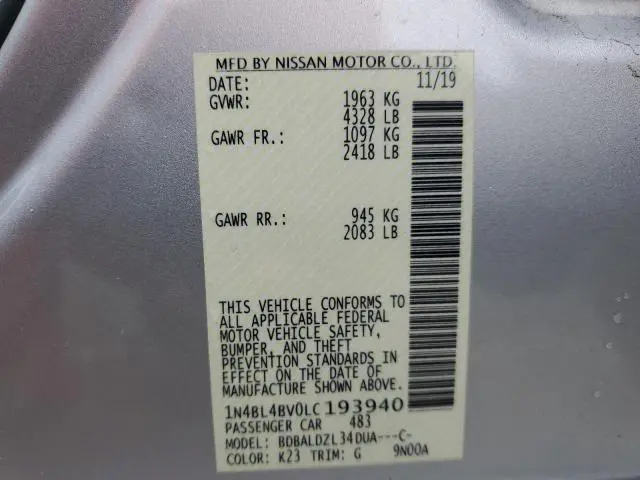 MFD BY NISSAN MOTOR CO., LTD.
DATE: 11/19
GVWR: 1963 KG
4328 LB
GAWR FR.: 1097 KG
2418 LB
GAWR RR.: 945 KG
2083 LB
THIS VEHICLE CONFORMS TO
ALL APPLICABLE FEDERAL
MOTOR VEHICLE SAFETY,
BUMPER, AND THEFT
PREVENTION STANDARDS IN
EFFECT ON THE DATE OF
MANUFACTURE SHOWN ABOVE.
1N4BL4BV0LC193940
PASSENGER CAR 483
MODEL: BDBALDZL34DUA---C-
COLOR: K23 TRIM: G 9N00A